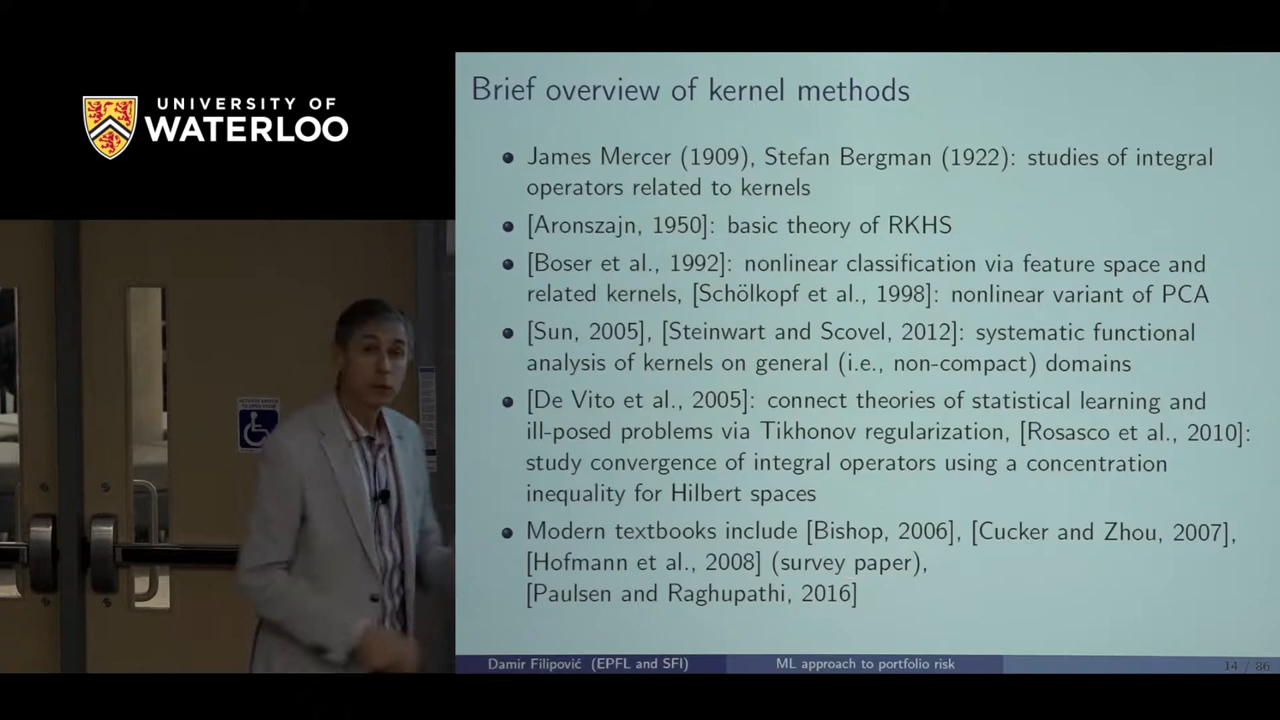 UNIVERSITY OF
WATERLOO
Brief overview of kernel methods
James Mercer (1909), Stefan Bergman (1922): studies of integral
operators related to kernels
[Aronszajn, 1950]: basic theory of RKHS
[Boser et al., 1992]: nonlinear classification via feature space and
related kernels, [Schölkopf et al., 1998]: nonlinear variant of PCA
[Sun, 2005], [Steinwart and Scovel, 2012]: systematic functional
analysis of kernels on general (i.e., non-compact) domains
[De Vito et al., 2005]: connect theories of statistical learning and
ill-posed problems via Tikhonov regularization, [Rosasco et al., 2010]:
study convergence of integral operators using a concentration
inequality for Hilbert spaces
Modern textbooks include [Bishop, 2006], [Cucker and Zhou, 2007],
[Hofmann et al., 2008] (survey paper),
[Paulsen and Raghupathi, 2016]
Damir Filipović (EPFL and SFI)
ML approach to portfolio risk
14 / 86